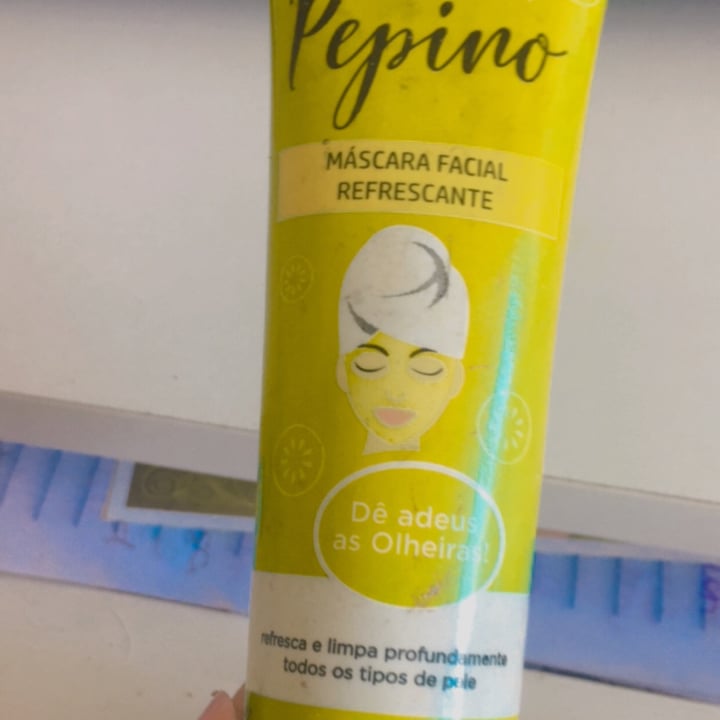 Pepino
MÁSCARA FACIAL
REFRESCANTE
Dê adeus
as Olheiras!
refresca e limpa profundamente
todos os tipos de pele